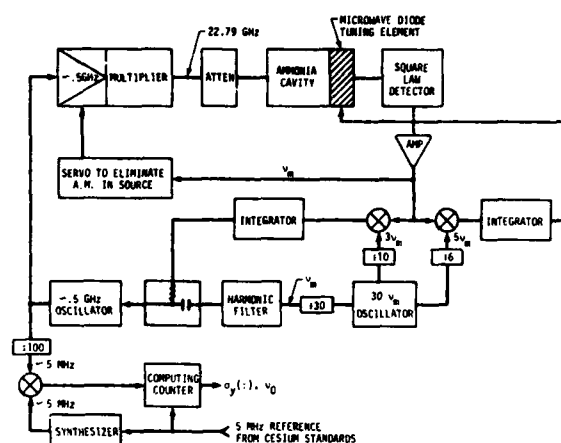 MICROWAVE DIODE
TUNING ELEMENT
22.79 GHz
~.5GHz
MULTIPLIER
ATTEN
AMMONIA
CAVITY
SQUARE
LAW
DETECTOR
AMP
SERVO TO ELIMINATE
A.M. IN SOURCE
νm
INTEGRATOR
3νm
5νm
INTEGRATOR
÷10
÷6
~.5 GHz
OSCILLATOR
HARMONIC
FILTER
νm
÷30
30 νm
OSCILLATOR
÷100
~5 MHz
~5 MHz
COMPUTING
COUNTER
σy(τ), ν0
SYNTHESIZER
5 MHz REFERENCE
FROM CESIUM STANDARDS